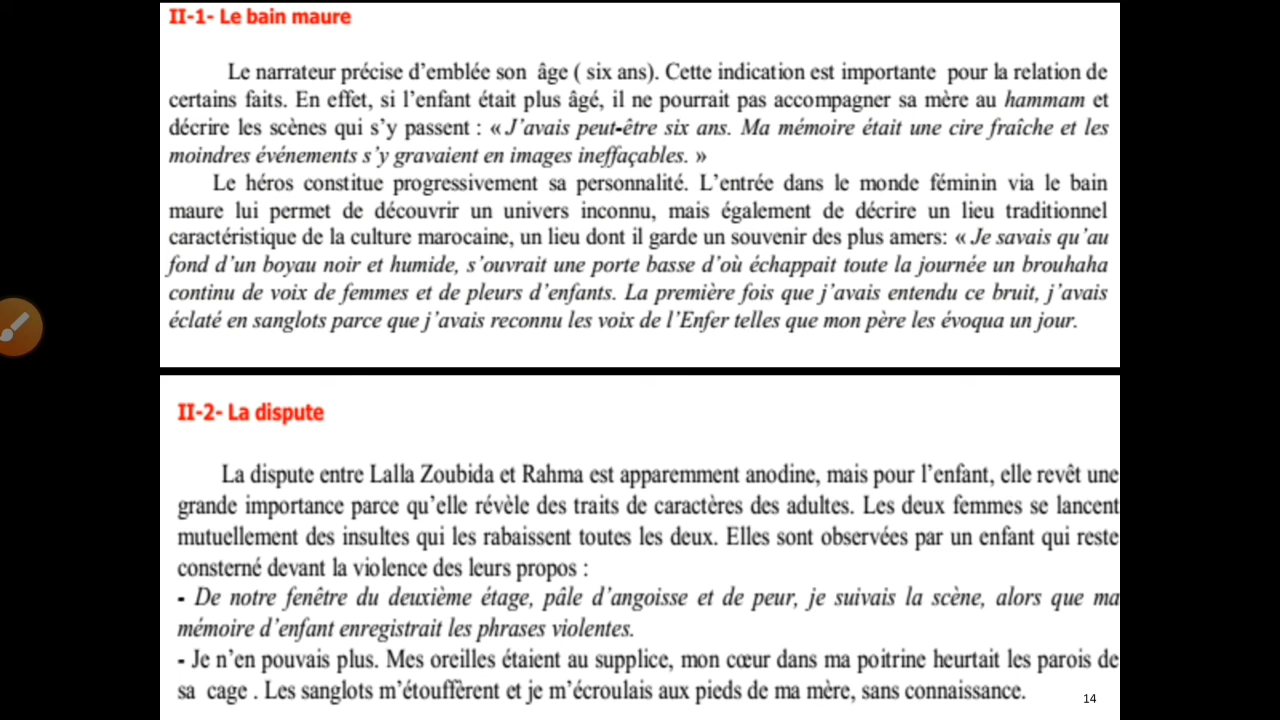 II-1- Le bain maure
Le narrateur précise d’emblée son âge ( six ans). Cette indication est importante pour la relation de
certains faits. En effet, si l’enfant était plus âgé, il ne pourrait pas accompagner sa mère au hammam et
décrire les scènes qui s’y passent : « J’avais peut-être six ans. Ma mémoire était une cire fraîche et les
moindres événements s’y gravaient en images ineffaçables. »
Le héros constitue progressivement sa personnalité. L’entrée dans le monde féminin via le bain
maure lui permet de découvrir un univers inconnu, mais également de décrire un lieu traditionnel
caractéristique de la culture marocaine, un lieu dont il garde un souvenir des plus amers: « Je savais qu’au
fond d’un boyau noir et humide, s’ouvrait une porte basse d’où échappait toute la journée un brouhaha
continu de voix de femmes et de pleurs d’enfants. La première fois que j’avais entendu ce bruit, j’avais
éclaté en sanglots parce que j’avais reconnu les voix de l’Enfer telles que mon père les évoqua un jour.
II-2- La dispute
La dispute entre Lalla Zoubida et Rahma est apparemment anodine, mais pour l’enfant, elle revêt une
grande importance parce qu’elle révèle des traits de caractères des adultes. Les deux femmes se lancent
mutuellement des insultes qui les rabaissent toutes les deux. Elles sont observées par un enfant qui reste
consterné devant la violence des leurs propos :
- De notre fenêtre du deuxième étage, pâle d’angoisse et de peur, je suivais la scène, alors que ma
mémoire d’enfant enregistrait les phrases violentes.
- Je n’en pouvais plus. Mes oreilles étaient au supplice, mon cœur dans ma poitrine heurtait les parois de
sa cage . Les sanglots m’étouffèrent et je m’écroulais aux pieds de ma mère, sans connaissance.
14